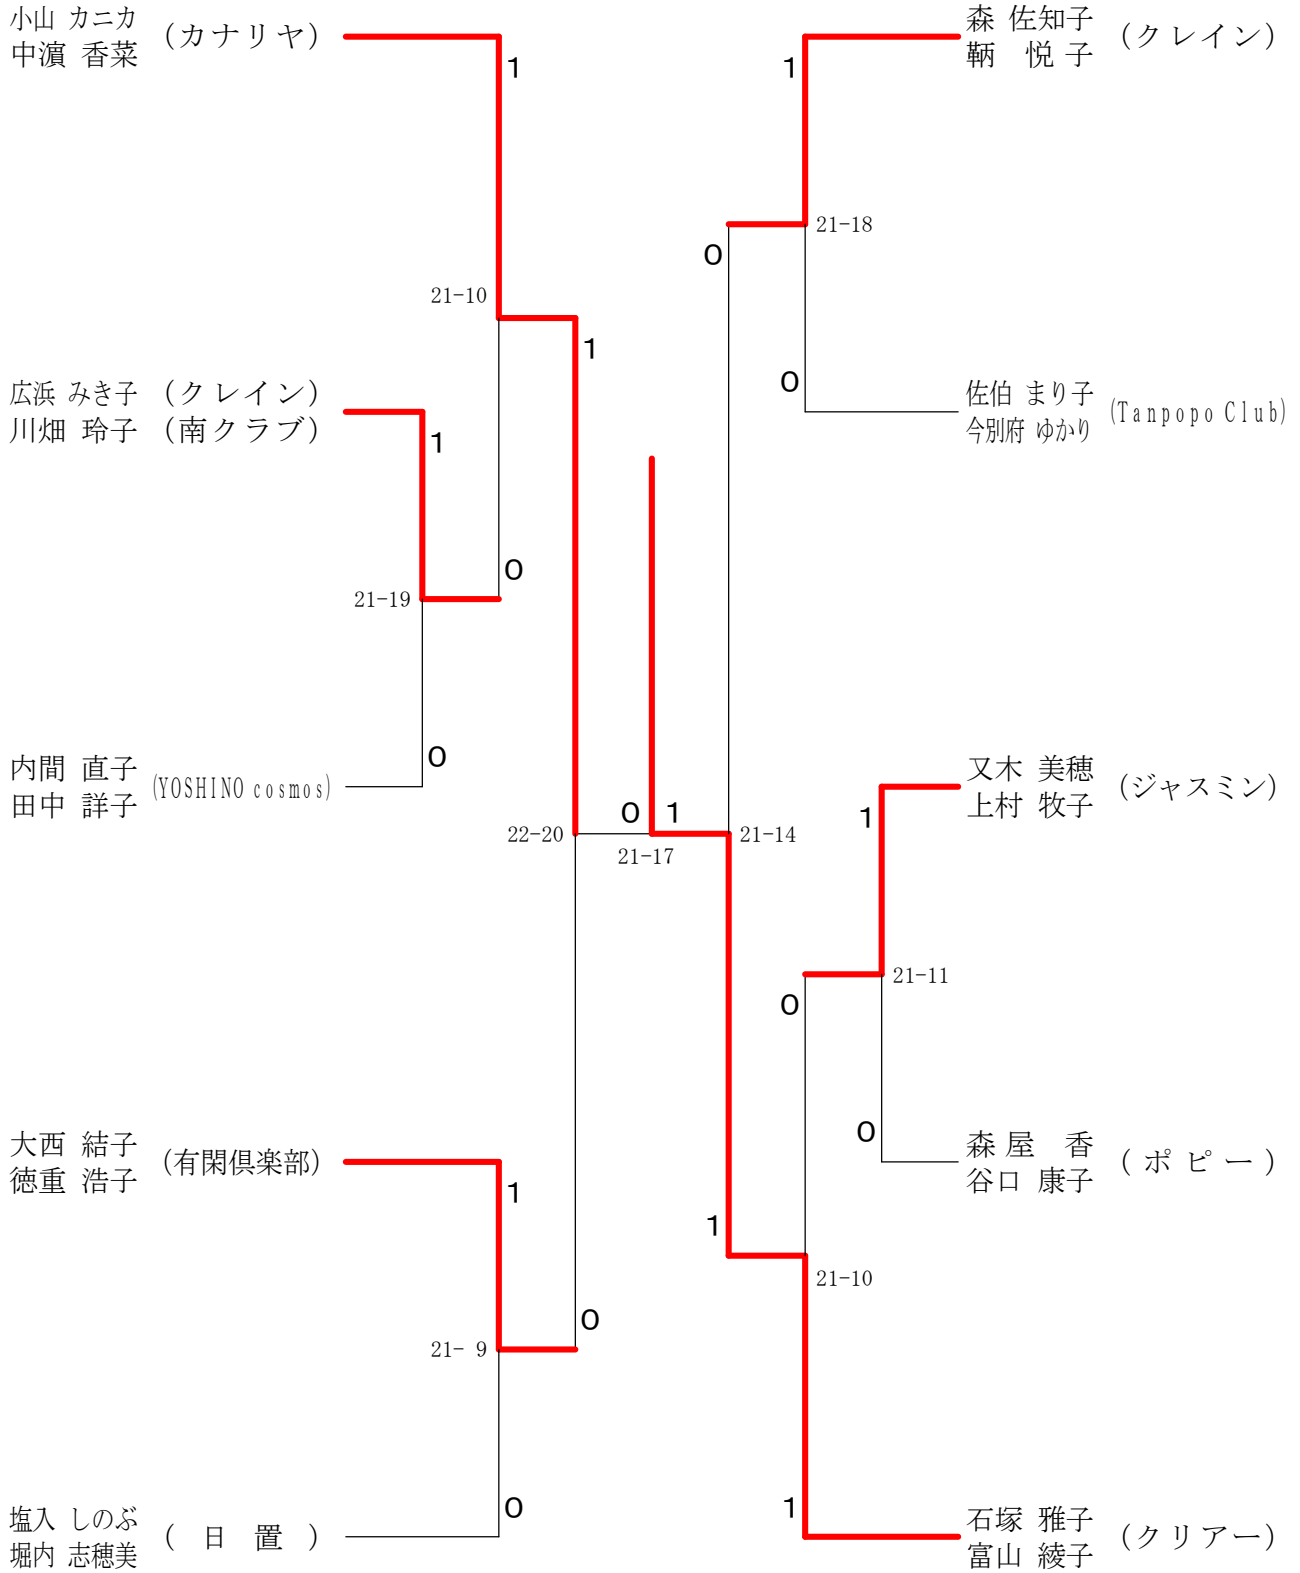 小山 カニカ
中濵 香菜
(カナリヤ)
1
21-10
広浜 みき子 (クレイン)
川畑 玲子 (南クラブ)
1
1
0
21-19
内間 直子
田中 詳子
(YOSHINO cosmos)
0
22-20
0
1
21-17
大西 結子
徳重 浩子
(有閑倶楽部)
1
21- 9
0
塩入 しのぶ
堀内 志穂美
(日 置)
0
森 佐知子
鞆 悦子
(クレイン)
1
21-18
0
0
佐伯 まり子
今別府 ゆかり
(Tanpopo Club)
21-14
又木 美穂
上村 牧子
(ジャスミン)
1
21-11
0
0
森屋 香
谷口 康子
(ポピー)
1
21-10
1
石塚 雅子
富山 綾子
(クリアー)